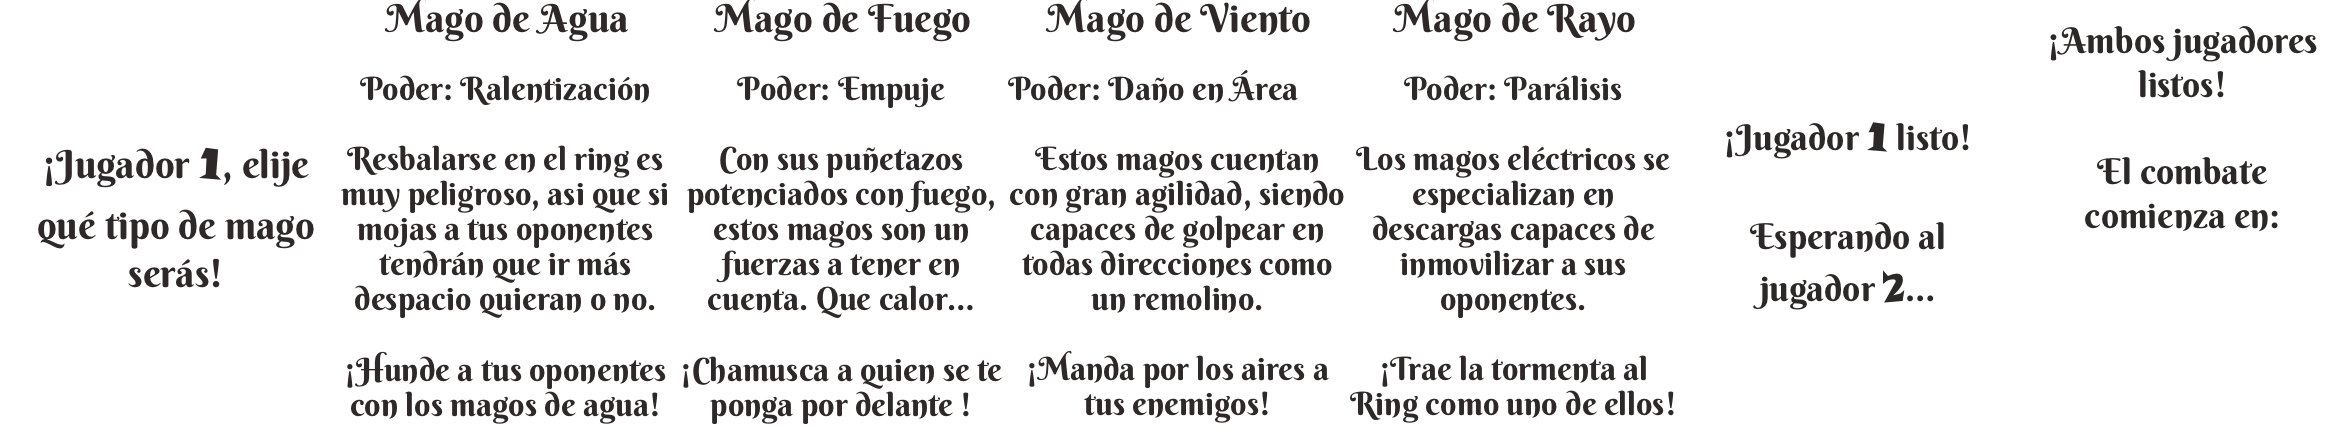 ¡Jugador 1, elije
qué tipo de mago
serás!
Mago de Agua
Poder: Ralentización
Resbalarse en el ring es
muy peligroso, asi que si
mojas a tus oponentes
tendrán que ir más
despacio quieran o no.
¡Hunde a tus oponentes
con los magos de agua!
Mago de Fuego
Poder: Empuje
Con sus puñetazos
potenciados con fuego,
estos magos son un
fuerzas a tener en
cuenta. Que calor...
¡Chamusca a quien se te
ponga por delante !
Mago de Viento
Poder: Daño en Área
Estos magos cuentan
con gran agilidad, siendo
capaces de golpear en
todas direcciones como
un remolino.
¡Manda por los aires a
tus enemigos!
Mago de Rayo
Poder: Parálisis
Los magos eléctricos se
especializan en
descargas capaces de
inmovilizar a sus
oponentes.
¡Trae la tormenta al
Ring como uno de ellos!
¡Jugador 1 listo!
Esperando al
jugador 2...
¡Ambos jugadores
listos!
El combate
comienza en: